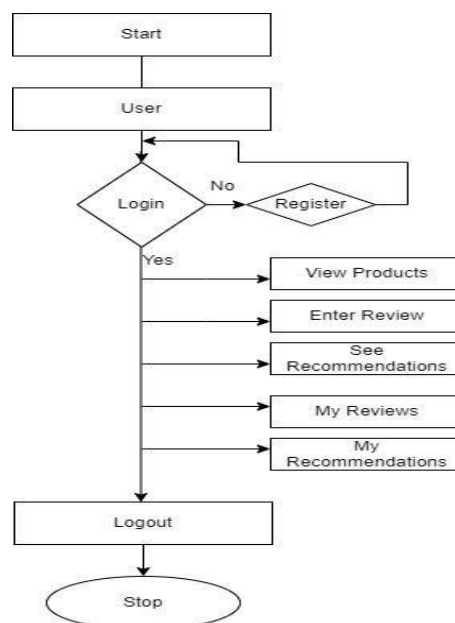 Start
User
Login
No
Register
Yes
View Products
Enter Review
See
Recommendations
My Reviews
My
Recommendations
Logout
Stop